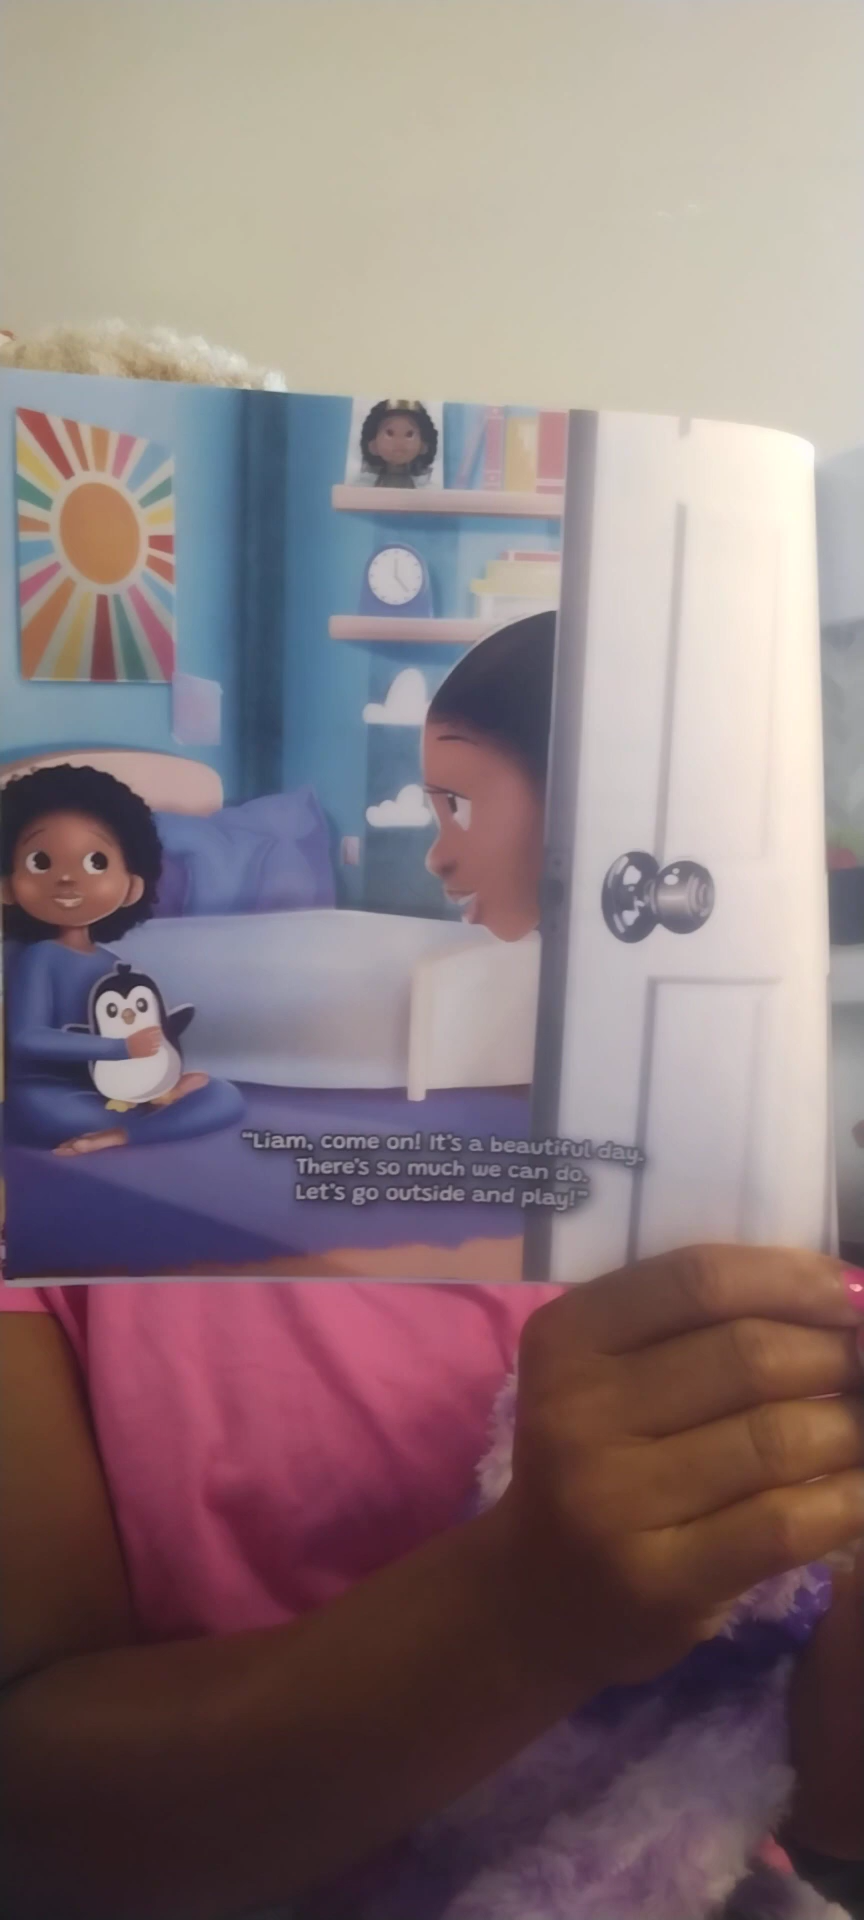 "Liam, come on! It's a beautiful day.
There's so much we can do.
Let's go outside and play!"